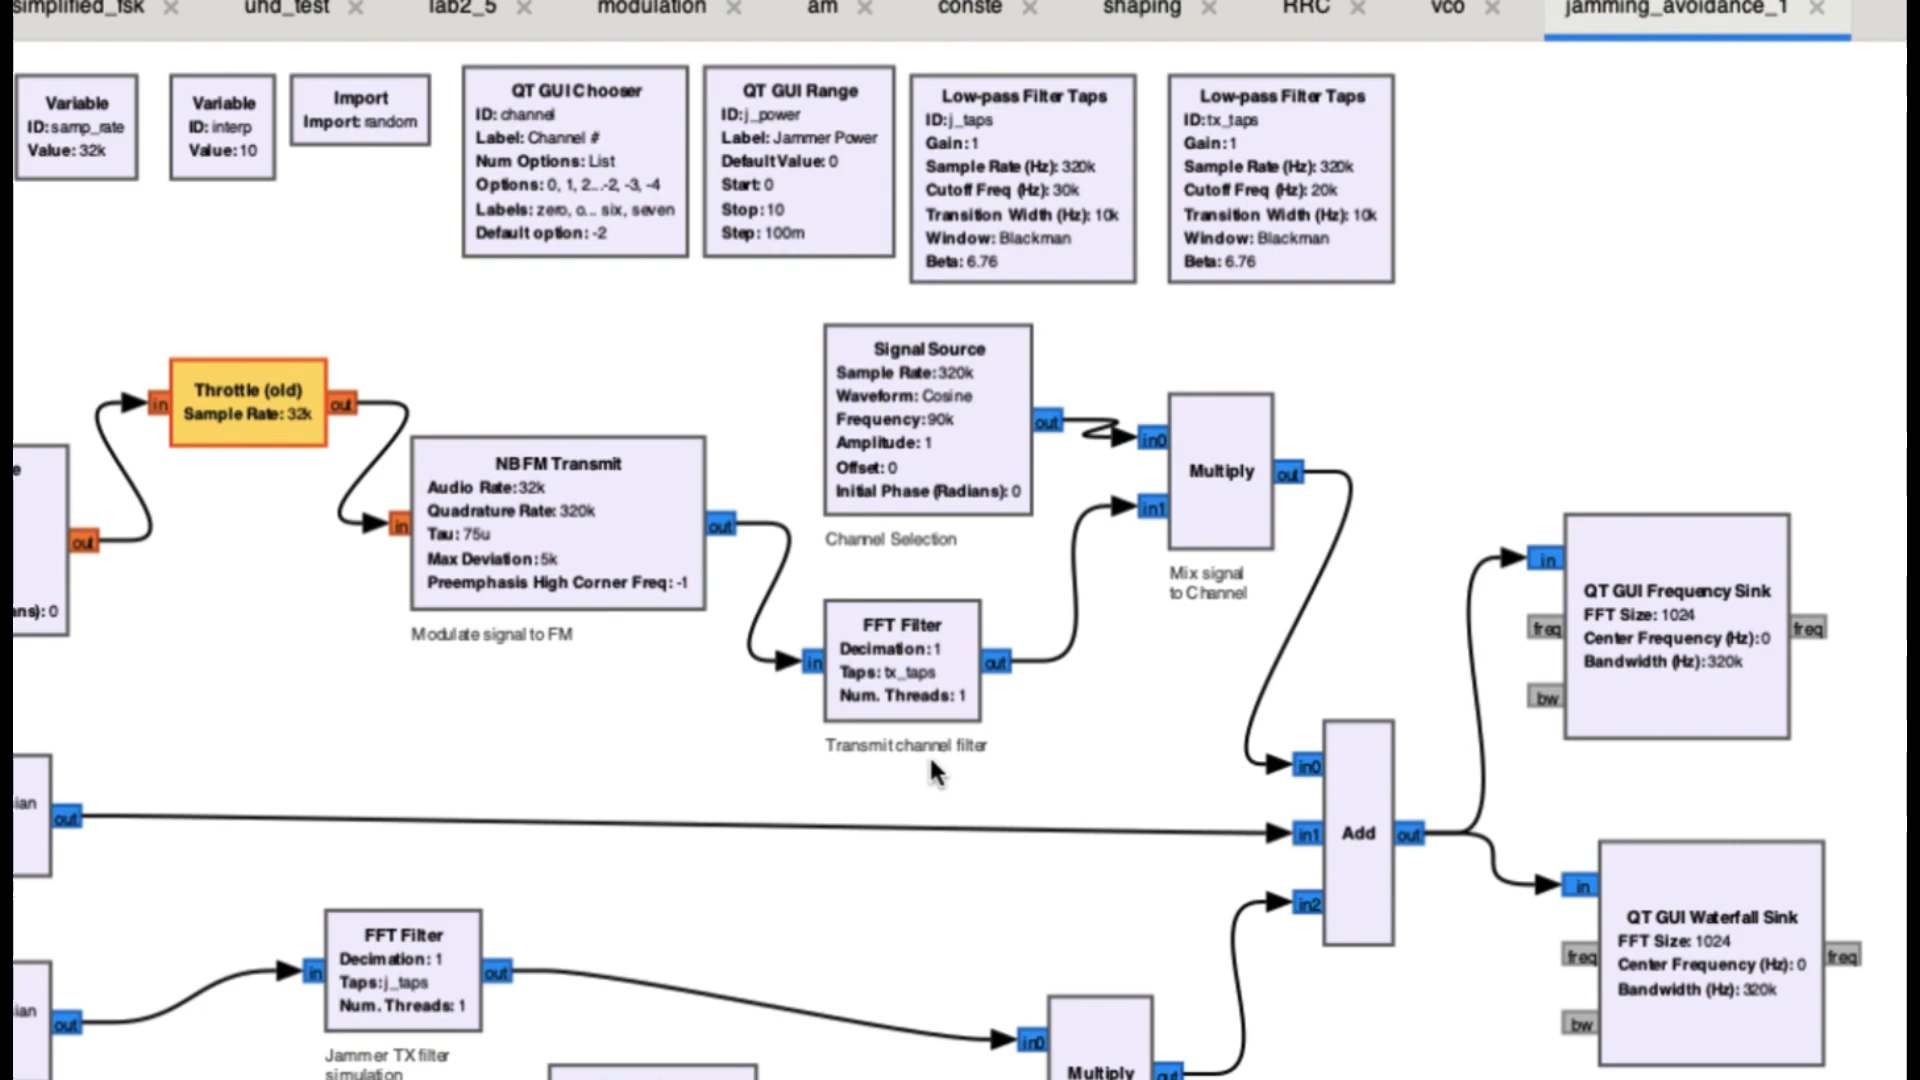 simplified_fsk
uhd_test
lab2_5
modulation
am
conste
shaping
RRC
vco
jamming_avoidance_1
Variable
ID: samp_rate
Value: 32k
Variable
ID: interp
Value: 10
Import
Import: random
QT GUI Chooser
ID: channel
Label: Channel #
Num Options: List
Options: 0, 1, 2...-2, -3, -4
Labels: zero, o... six, seven
Default option: -2
QT GUI Range
ID: j_power
Label: Jammer Power
Default Value: 0
Start: 0
Stop: 10
Step: 100m
Low-pass Filter Taps
ID: j_taps
Gain: 1
Sample Rate (Hz): 320k
Cutoff Freq (Hz): 30k
Transition Width (Hz): 10k
Window: Blackman
Beta: 6.76
Low-pass Filter Taps
ID: tx_taps
Gain: 1
Sample Rate (Hz): 320k
Cutoff Freq (Hz): 20k
Transition Width (Hz): 10k
Window: Blackman
Beta: 6.76
in
Throttle (old)
Sample Rate: 32k
out
e
out
ns): 0
in
NBFM Transmit
Audio Rate: 32k
Quadrature Rate: 320k
Tau: 75u
Max Deviation: 5k
Preemphasis High Corner Freq: -1
out
Modulate signal to FM
Signal Source
Sample Rate: 320k
Waveform: Cosine
Frequency: 90k
Amplitude: 1
Offset: 0
Initial Phase (Radians): 0
out
Channel Selection
in
FFT Filter
Decimation: 1
Taps: tx_taps
Num. Threads: 1
out
Transmit channel filter
in0
in1
Multiply
out
Mix signal
to Channel
in
freq
bw
QT GUI Frequency Sink
FFT Size: 1024
Center Frequency (Hz): 0
Bandwidth (Hz): 320k
freq
in0
in1
in2
Add
out
in
freq
bw
QT GUI Waterfall Sink
FFT Size: 1024
Center Frequency (Hz): 0
Bandwidth (Hz): 320k
freq
ian
out
ian
out
in
FFT Filter
Decimation: 1
Taps: j_taps
Num. Threads: 1
out
Jammer TX filter
simulation
in0
Multiply
out